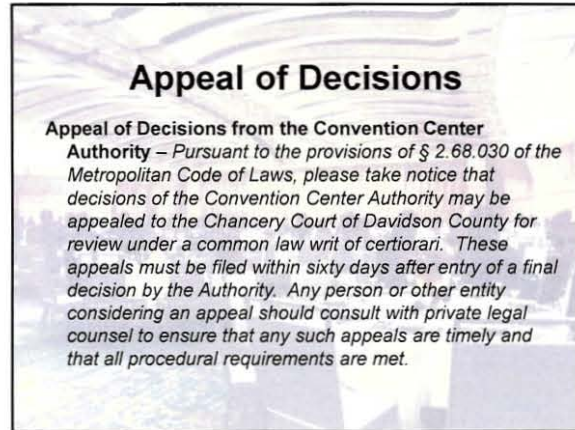 Appeal of Decisions
Appeal of Decisions from the Convention Center
Authority – Pursuant to the provisions of § 2.68.030 of the
Metropolitan Code of Laws, please take notice that
decisions of the Convention Center Authority may be
appealed to the Chancery Court of Davidson County for
review under a common law writ of certiorari. These
appeals must be filed within sixty days after entry of a final
decision by the Authority. Any person or other entity
considering an appeal should consult with private legal
counsel to ensure that any such appeals are timely and
that all procedural requirements are met.